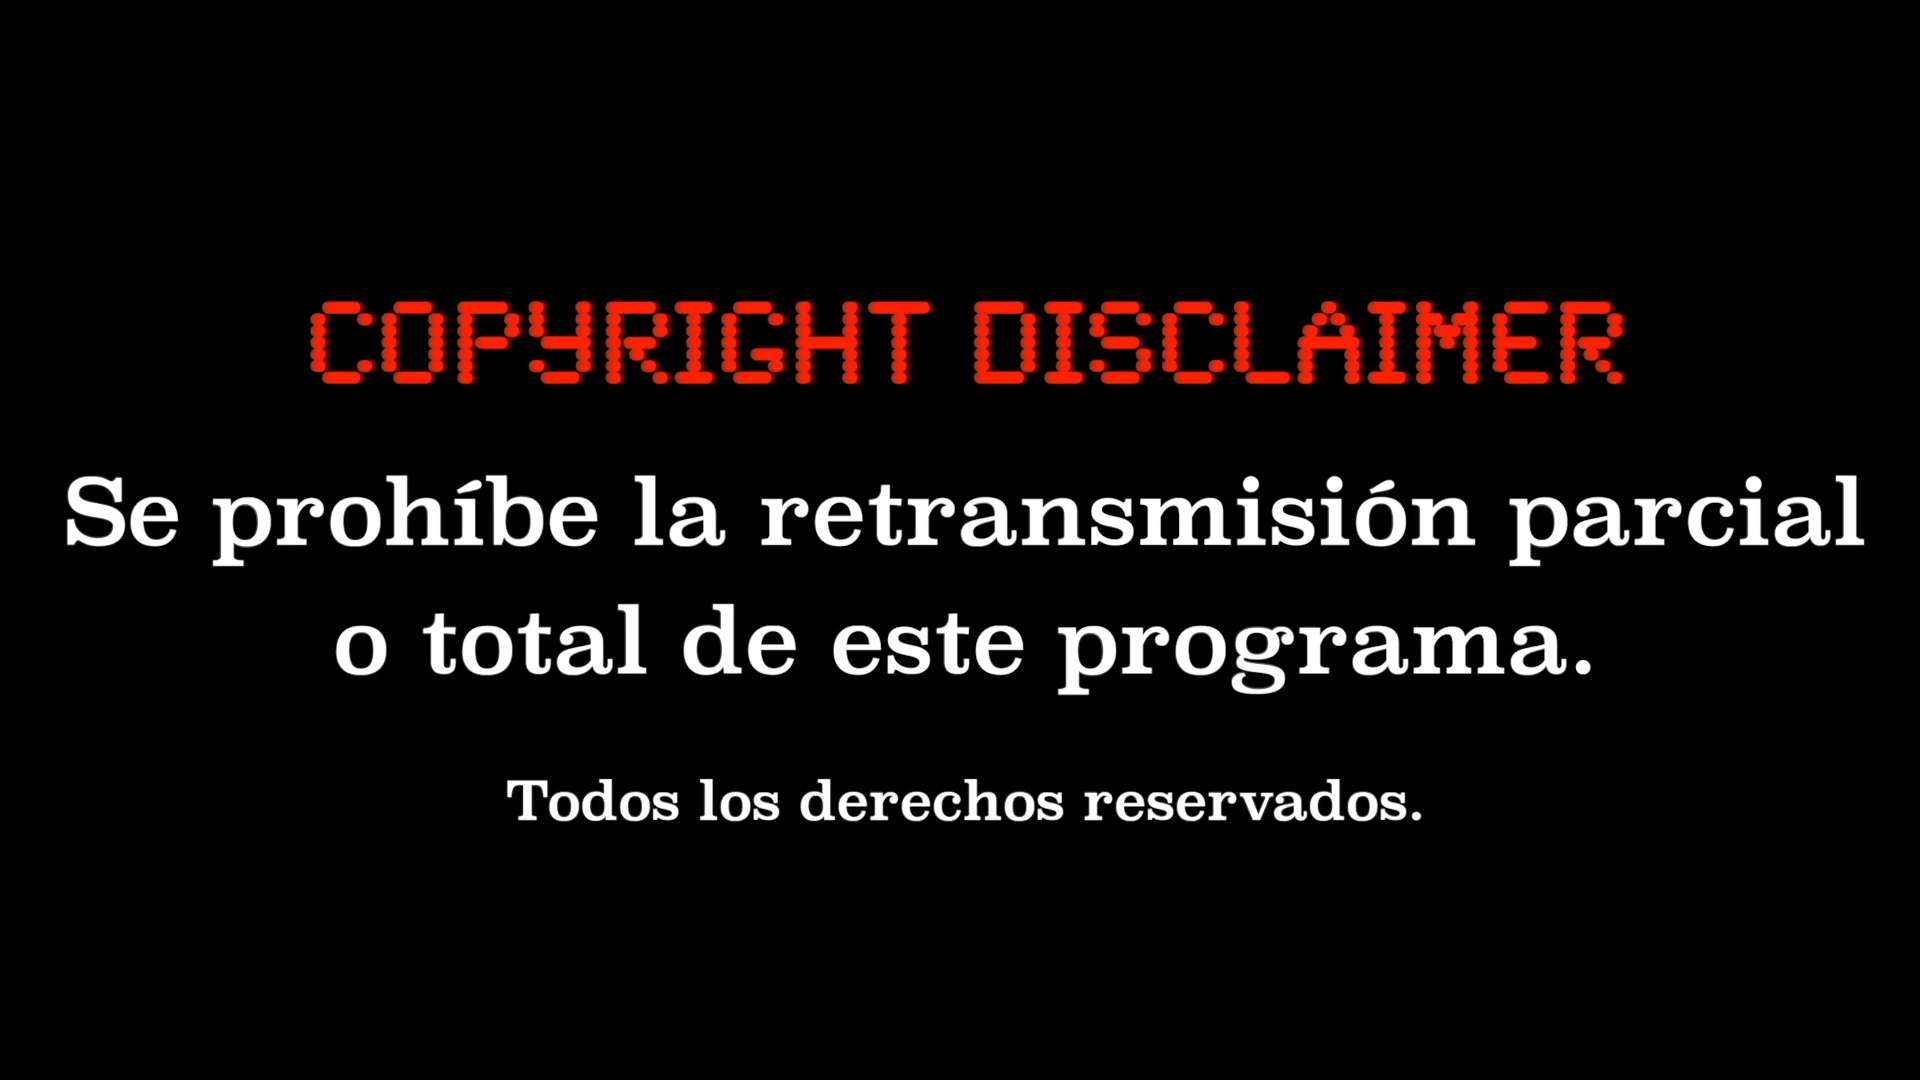 COPYRIGHT DISCLAIMER
Se prohíbe la retransmisión parcial
o total de este programa.
Todos los derechos reservados.